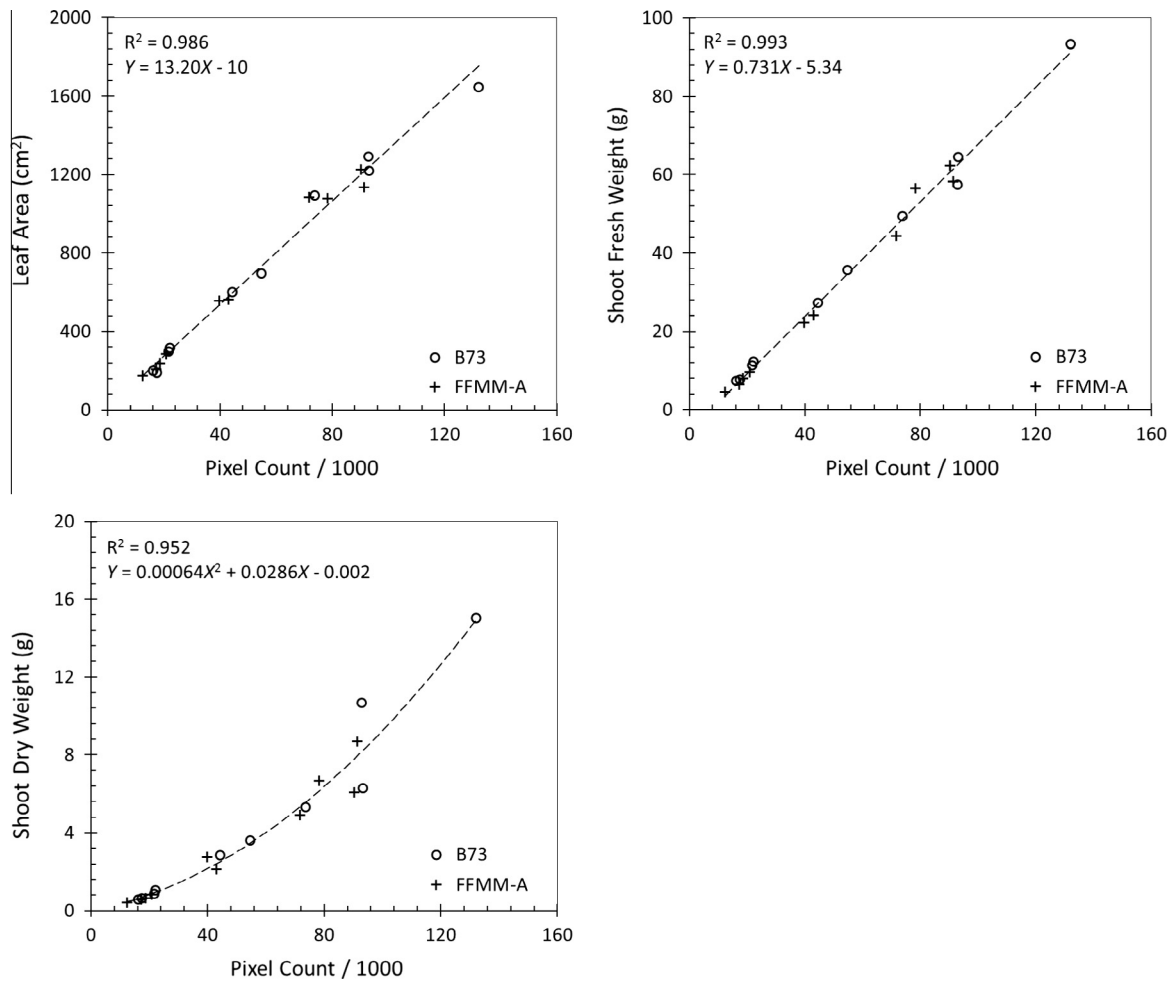 2000
1600
1200
800
400
0
Leaf Area (cm²)
R² = 0.986
Y = 13.20X - 10
B73
FFMM-A
0 40 80 120 160
Pixel Count / 1000
100
80
60
40
20
0
Shoot Fresh Weight (g)
R² = 0.993
Y = 0.731X - 5.34
B73
FFMM-A
0 40 80 120 160
Pixel Count / 1000
20
16
12
8
4
0
Shoot Dry Weight (g)
R² = 0.952
Y = 0.00064X² + 0.0286X - 0.002
B73
FFMM-A
0 40 80 120 160
Pixel Count / 1000